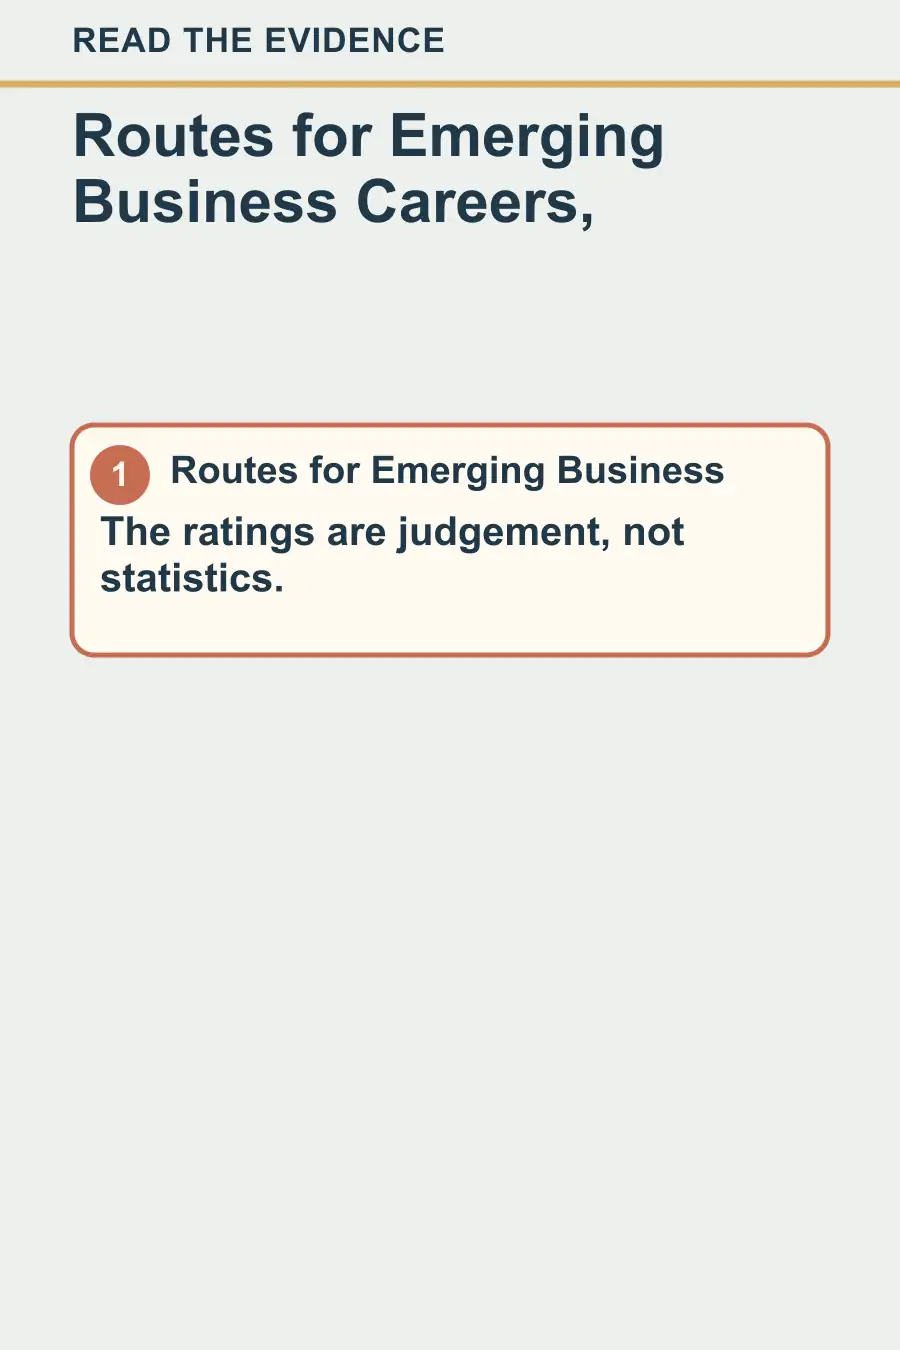 READ THE EVIDENCE
Routes for Emerging
Business Careers,
1 Routes for Emerging Business
The ratings are judgement, not
statistics.